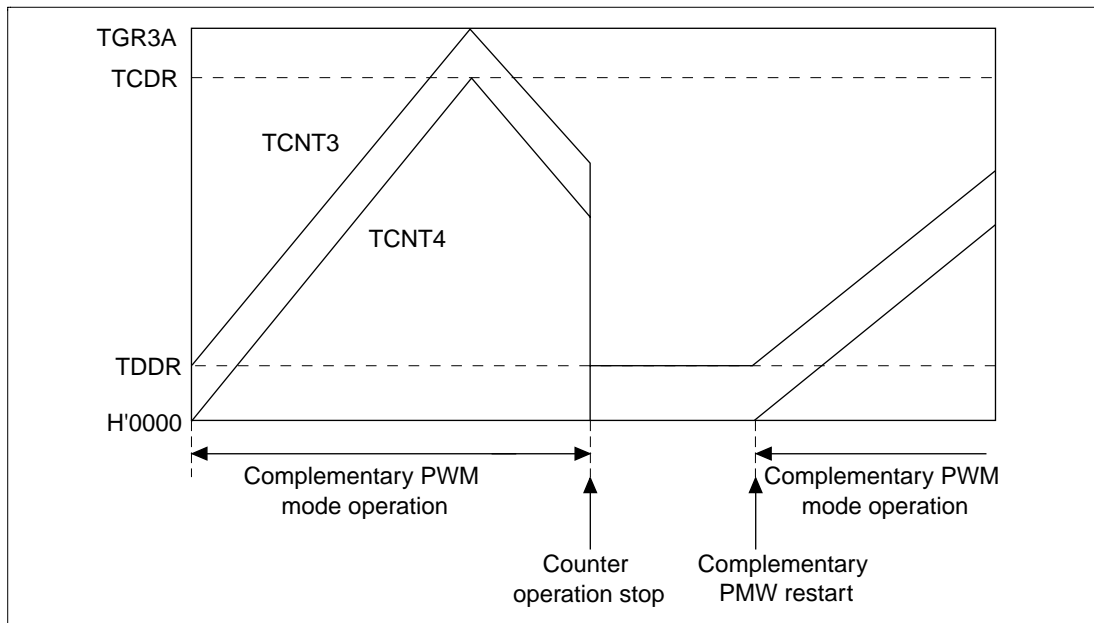 TGR3A
TCDR
TCNT3
TCNT4
TDDR
H'0000
Complementary PWM
mode operation
Complementary PWM
mode operation
Counter
operation stop
Complementary
PMW restart